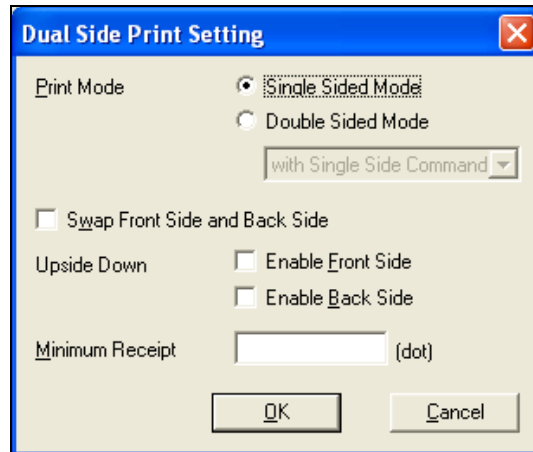 Dual Side Print Setting
Print Mode
Single Sided Mode
Double Sided Mode
with Single Side Command
Swap Front Side and Back Side
Upside Down
Enable Front Side
Enable Back Side
Minimum Receipt
(dot)
OK
Cancel